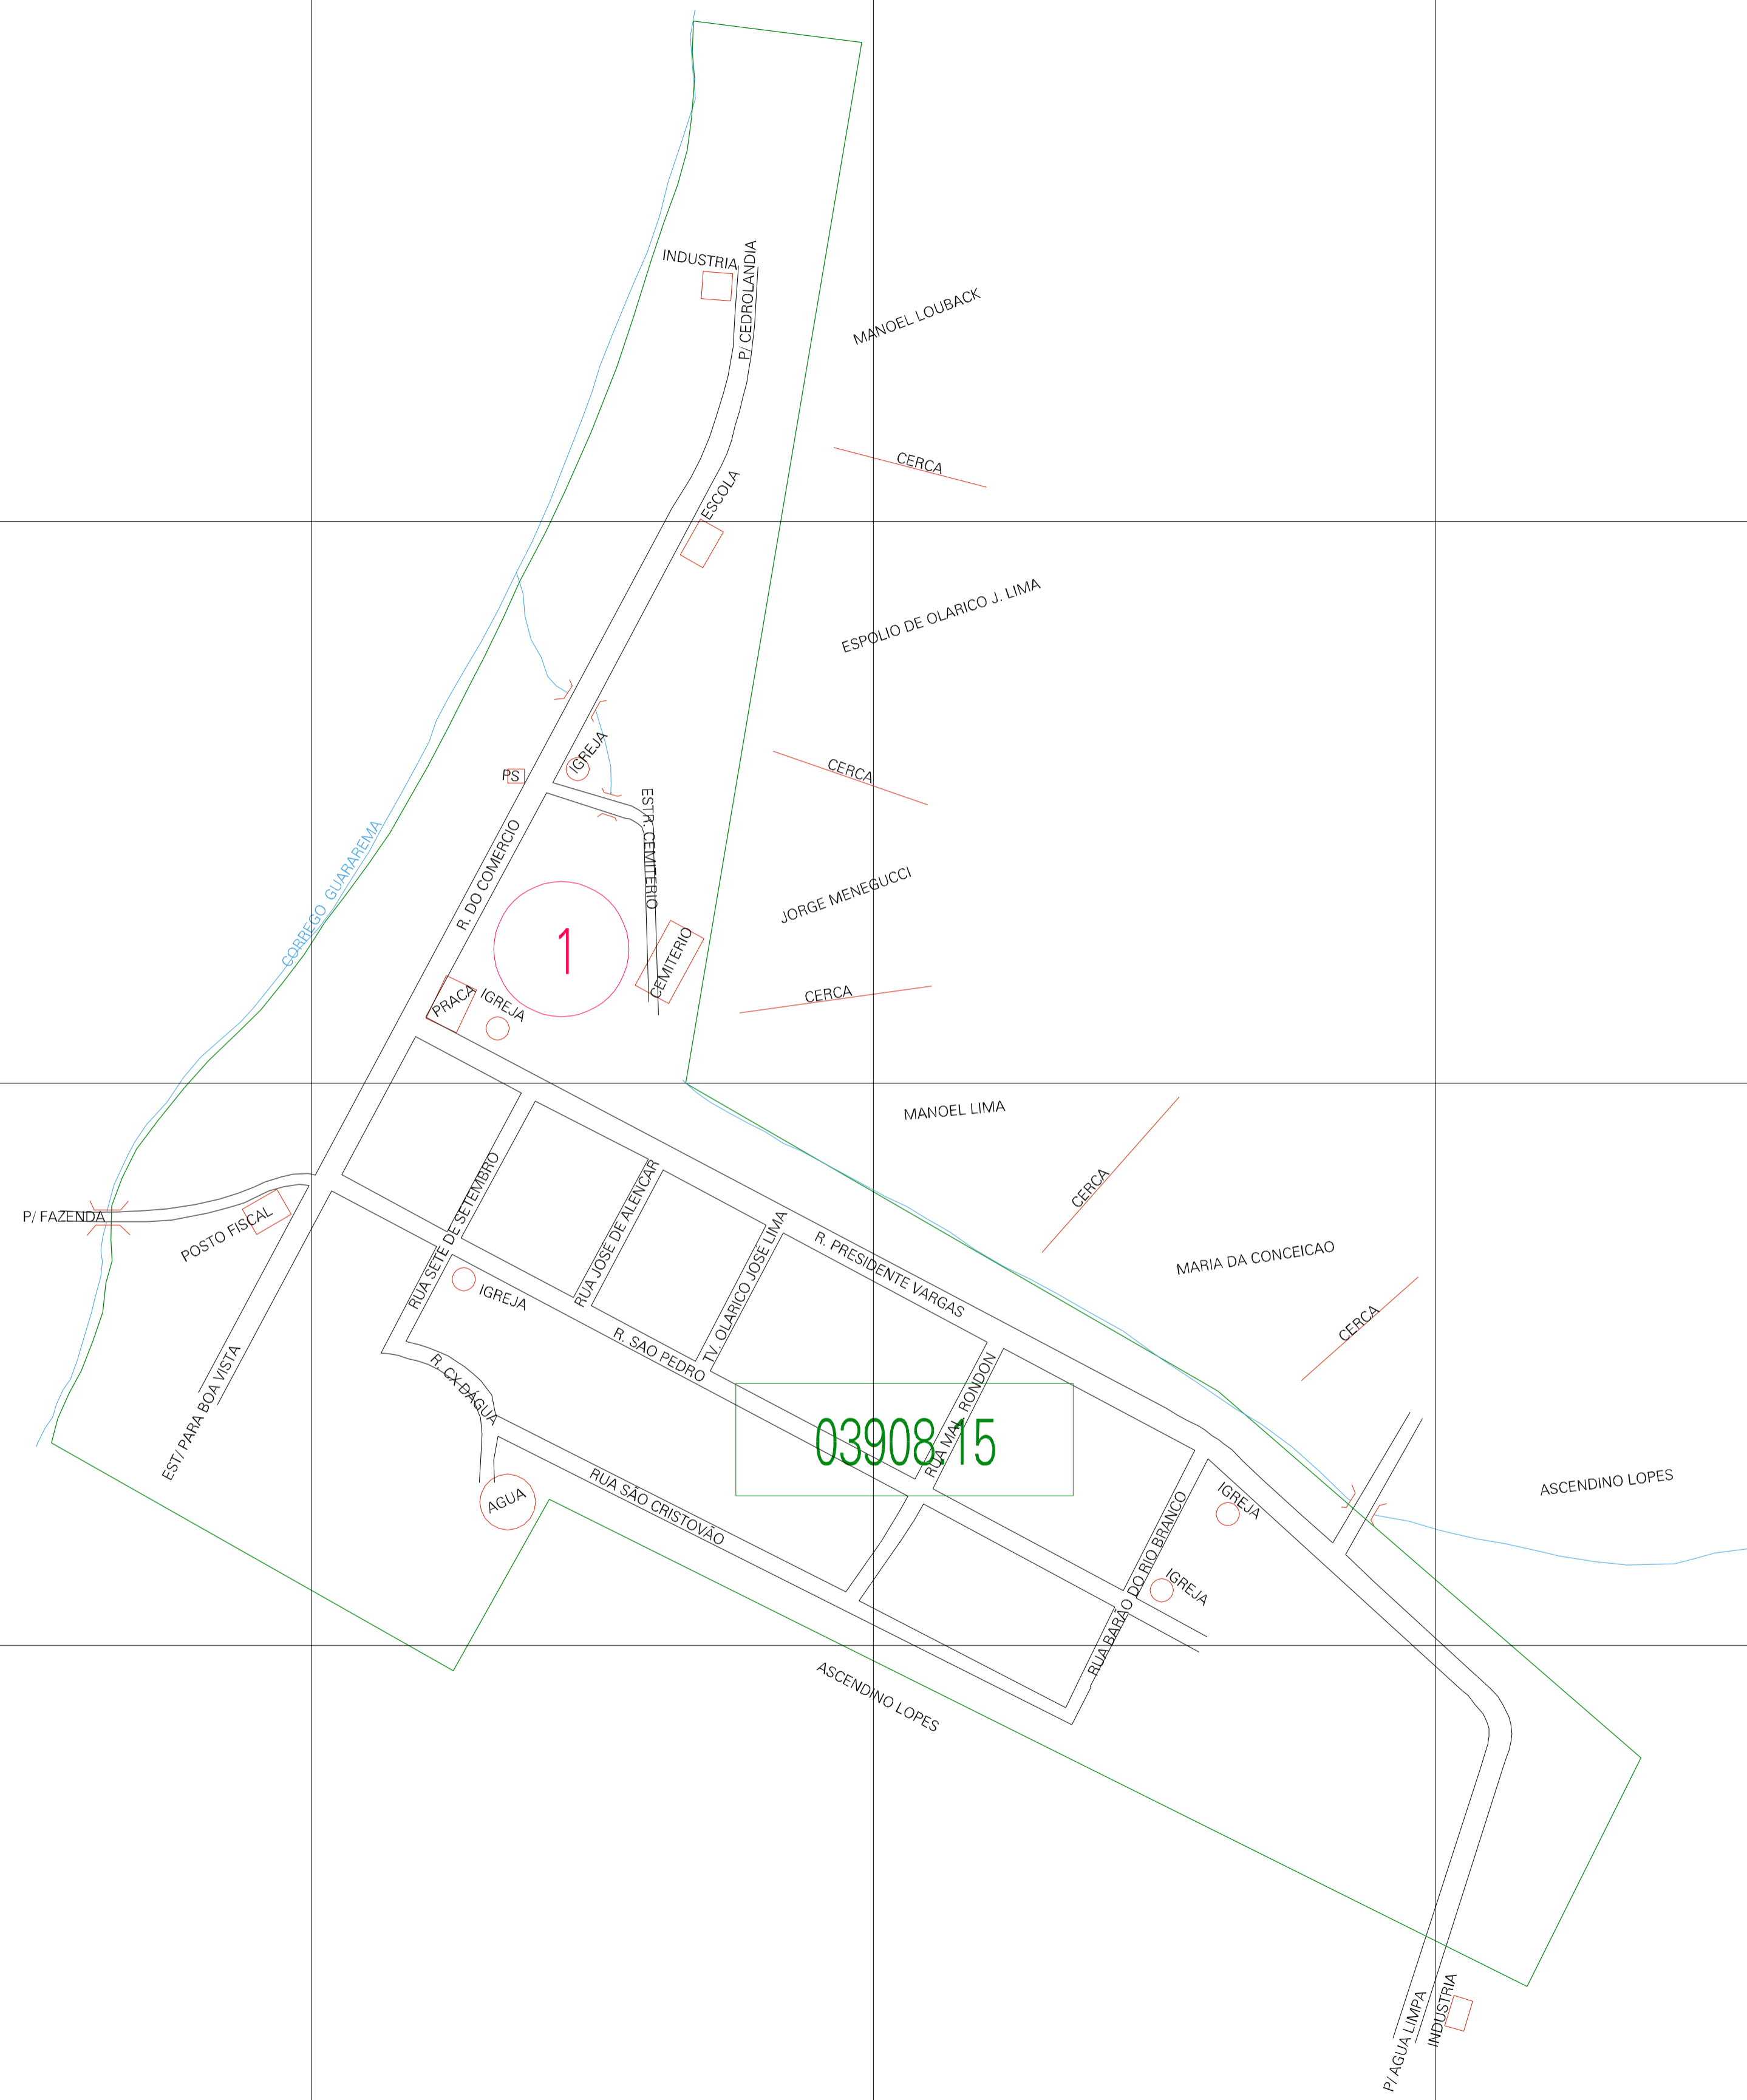 INDUSTRIA
P/ CEDROLANDIA
MANOEL LOUBACK
CERCA
ESCOLA
ESPOLIO DE OLARICO J. LIMA
IGREJA
PS
CERCA
ESTR. CEMITERIO
R. DO COMERCIO
CORREGO GUARAREMA
JORGE MENEGUCCI
1
CEMITERIO
CERCA
PRACA
IGREJA
MANOEL LIMA
CERCA
P/ FAZENDA
POSTO FISCAL
RUA SETE DE SETEMBRO
RUA JOSÉ DE ALENCAR
TV. OLARICO JOSE LIMA
R. PRESIDENTE VARGAS
MARIA DA CONCEICAO
CERCA
IGREJA
R. SAO PEDRO
EST/ PARA BOA VISTA
R. CX DÁGUA
RUA MAL. RONDON
03908.15
AGUA
RUA SÃO CRISTOVÃO
IGREJA
ASCENDINO LOPES
RUA BARÃO DO RIO BRANCO
IGREJA
ASCENDINO LOPES
INDUSTRIA
P/ AGUA LIMPA